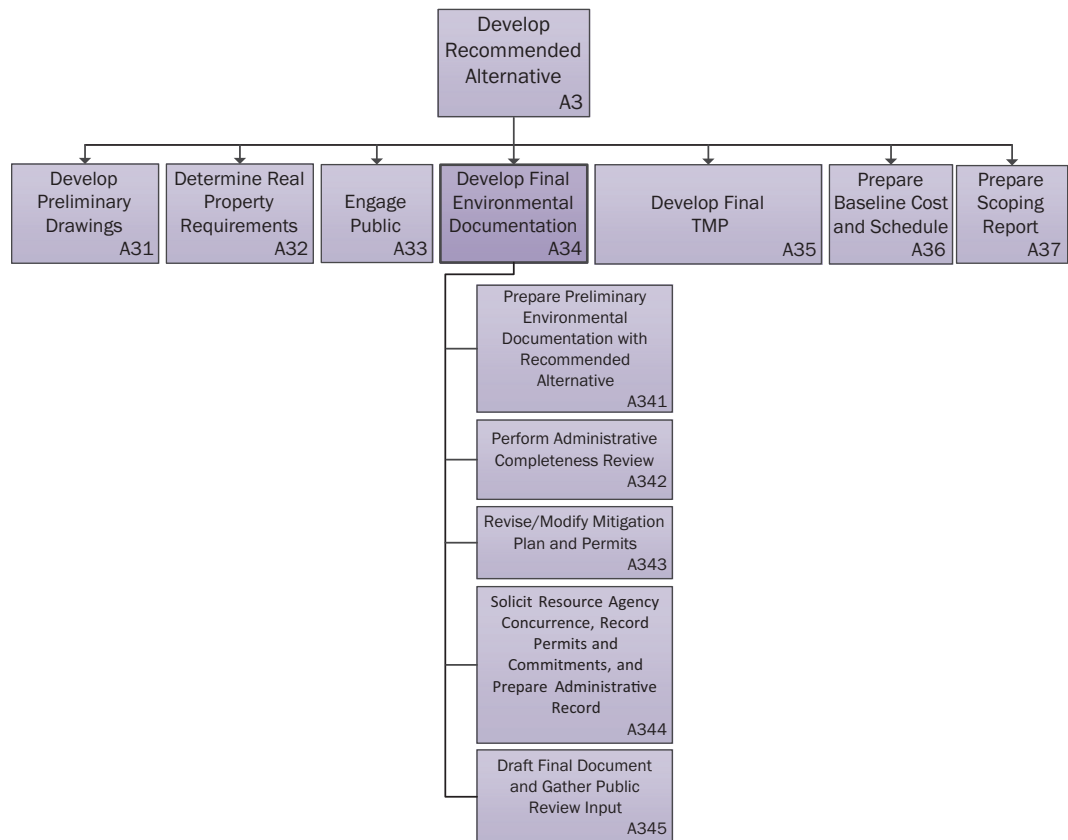 Develop
Recommended
Alternative
A3
Develop
Preliminary
Drawings
A31
Determine Real
Property
Requirements
A32
Engage
Public
A33
Develop Final
Environmental
Documentation
A34
Develop Final
TMP
A35
Prepare
Baseline Cost
and Schedule
A36
Prepare
Scoping
Report
A37
Prepare Preliminary
Environmental
Documentation with
Recommended
Alternative
A341
Perform Administrative
Completeness Review
A342
Revise/Modify Mitigation
Plan and Permits
A343
Solicit Resource Agency
Concurrence, Record
Permits and
Commitments, and
Prepare Administrative
Record
A344
Draft Final Document
and Gather Public
Review Input
A345